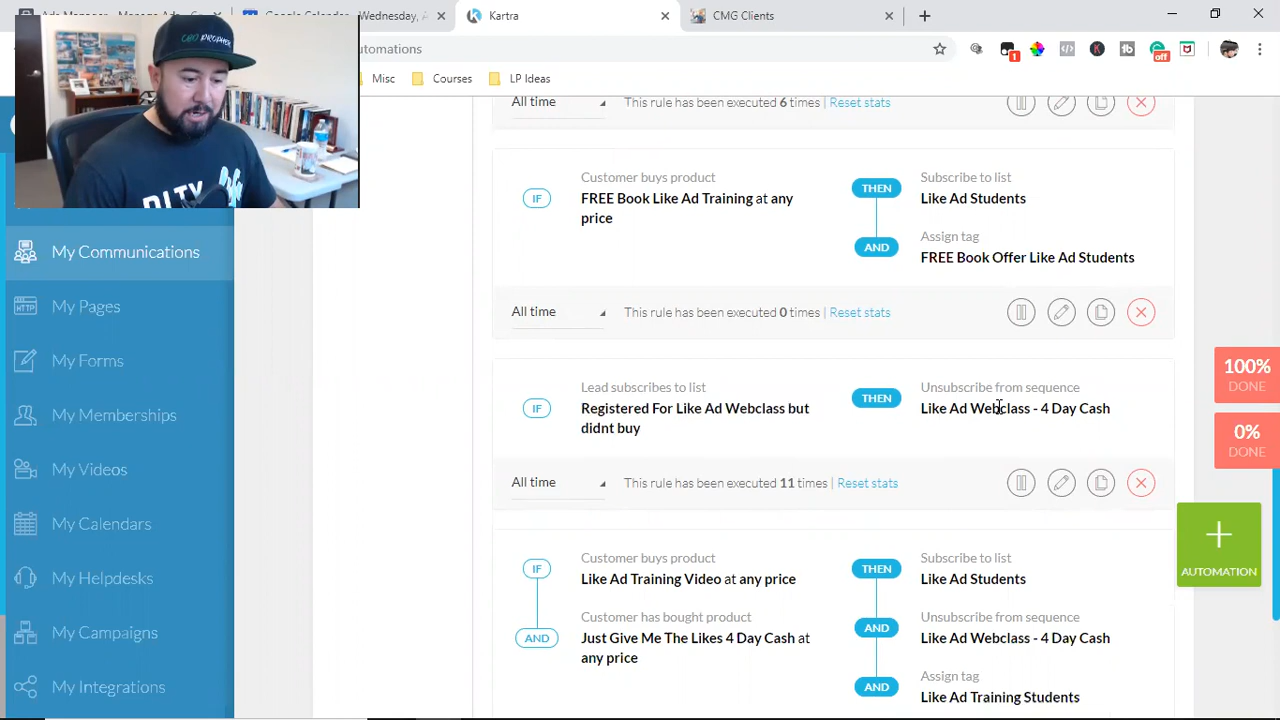 Wednesday, A
Kartra
CMG Clients
automations
1
off
Misc
Courses
LP Ideas
All time
This rule has been executed 6 times | Reset stats
IF
Customer buys product
FREE Book Like Ad Training at any
price
THEN
Subscribe to list
Like Ad Students
AND
Assign tag
FREE Book Offer Like Ad Students
All time
This rule has been executed 0 times | Reset stats
IF
Lead subscribes to list
Registered For Like Ad Webclass but
didnt buy
THEN
Unsubscribe from sequence
Like Ad Webclass - 4 Day Cash
All time
This rule has been executed 11 times | Reset stats
IF
Customer buys product
Like Ad Training Video at any price
AND
Customer has bought product
Just Give Me The Likes 4 Day Cash at
any price
THEN
Subscribe to list
Like Ad Students
AND
Unsubscribe from sequence
Like Ad Webclass - 4 Day Cash
AND
Assign tag
Like Ad Training Students
My Communications
HTTP
My Pages
My Forms
My Memberships
My Videos
My Calendars
My Helpdesks
My Campaigns
My Integrations
100%
DONE
0%
DONE
AUTOMATION